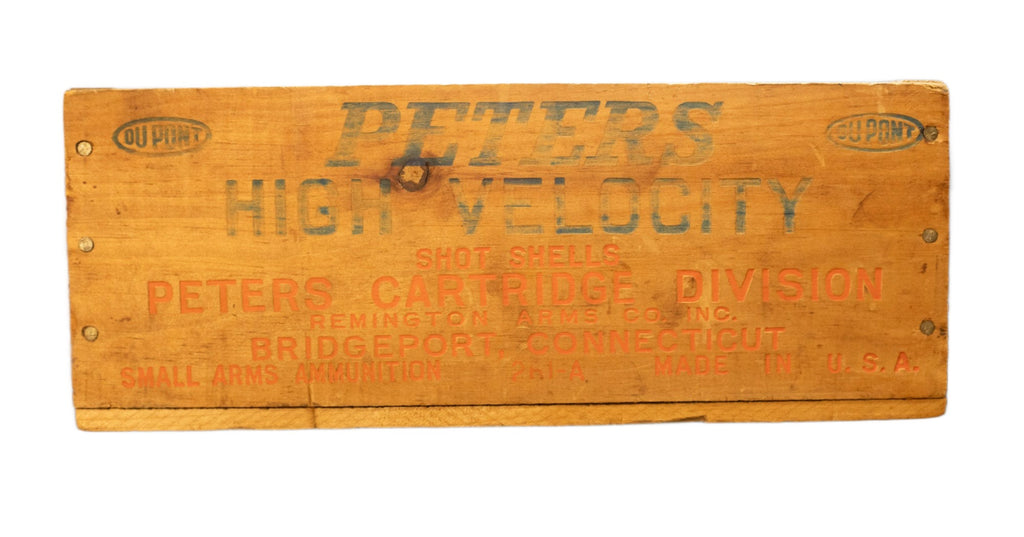 DU PONT PETERS DU PONT
HIGH VELOCITY
SHOT SHELLS
PETERS CARTRIDGE DIVISION
REMINGTON ARMS CO. INC.
BRIDGEPORT, CONNECTICUT
SMALL ARMS AMMUNITION MADE IN U.S.A.